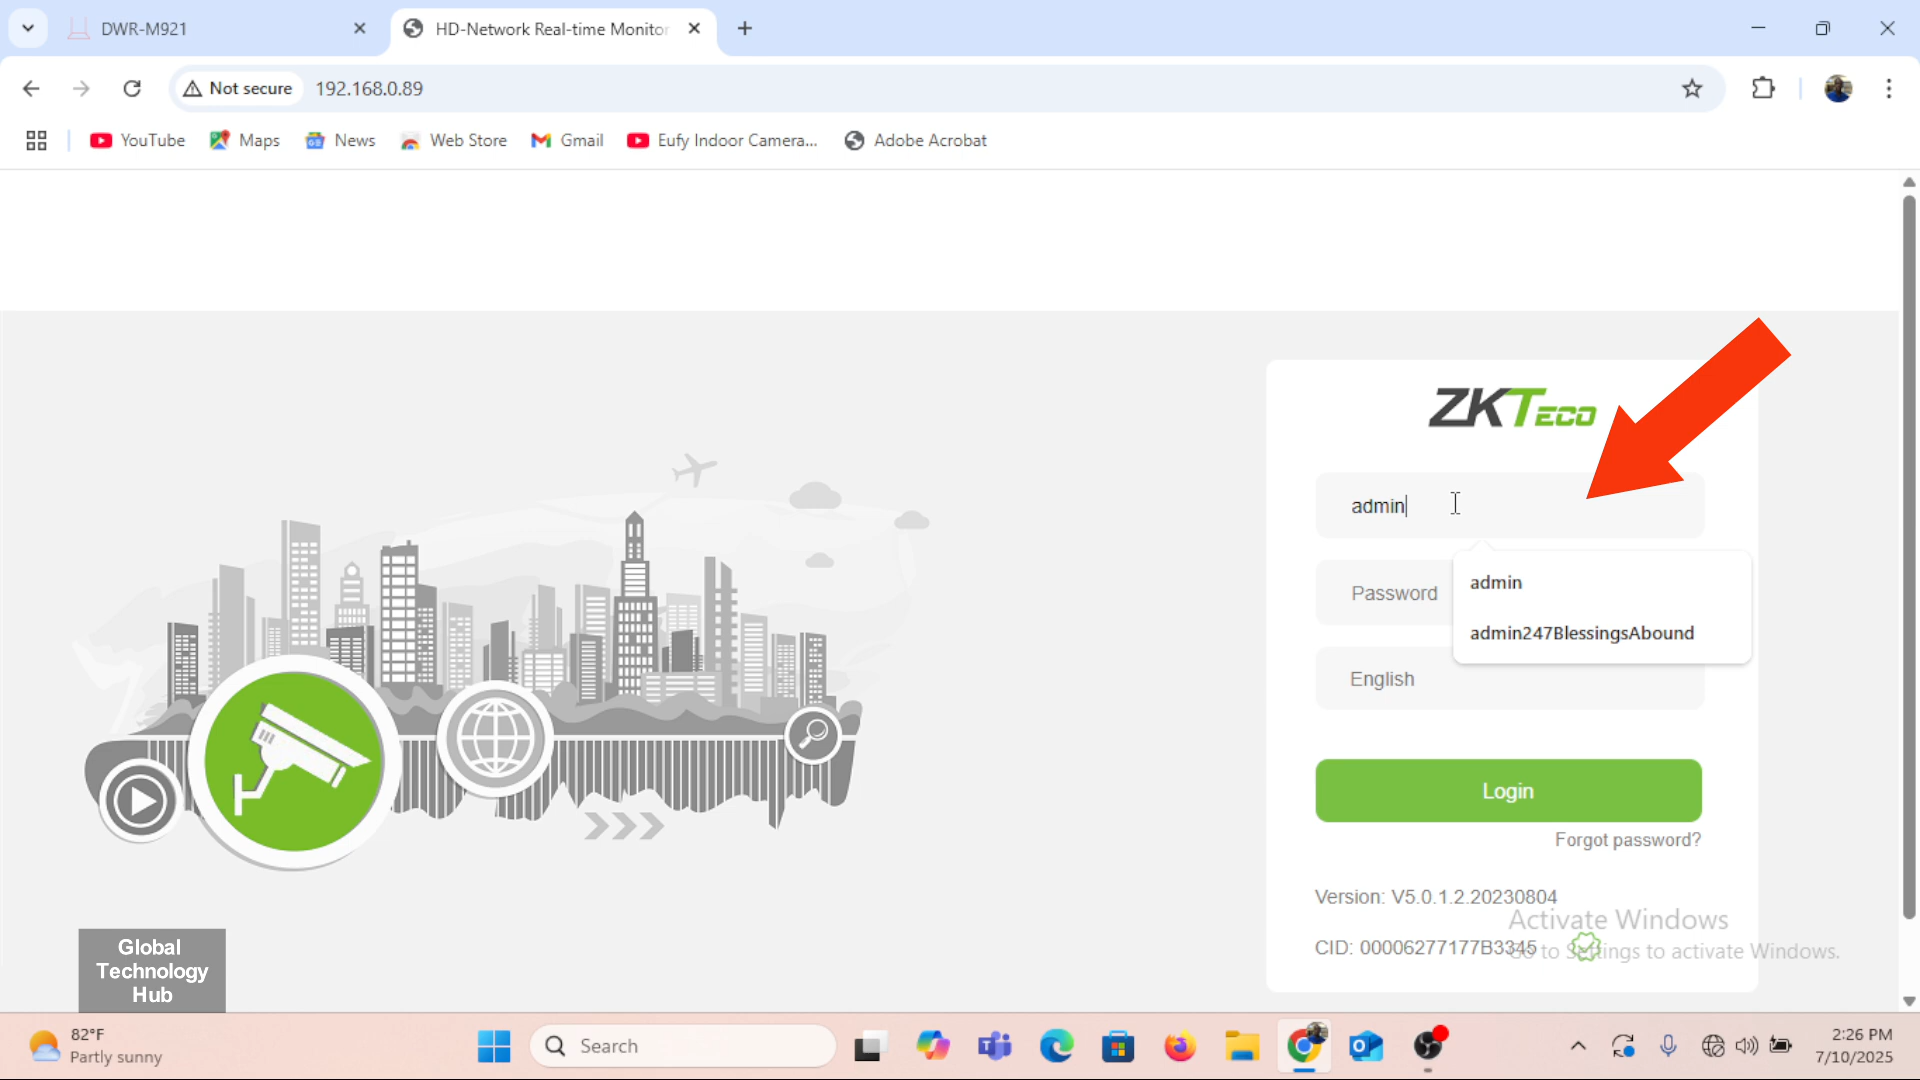 DWR-M921
HD-Network Real-time Monitor
Not secure
192.168.0.89
YouTube
Maps
News
Web Store
Gmail
Eufy Indoor Camera...
Adobe Acrobat
ZKTECO
admin
Password
admin
admin247BlessingsAbound
English
Login
Forgot password?
Version: V5.0.1.2.20230804
Activate Windows
CID: 00006277177B3345
Go to Settings to activate Windows.
Global
Technology
Hub
82°F
Partly sunny
Search
2:26 PM
7/10/2025